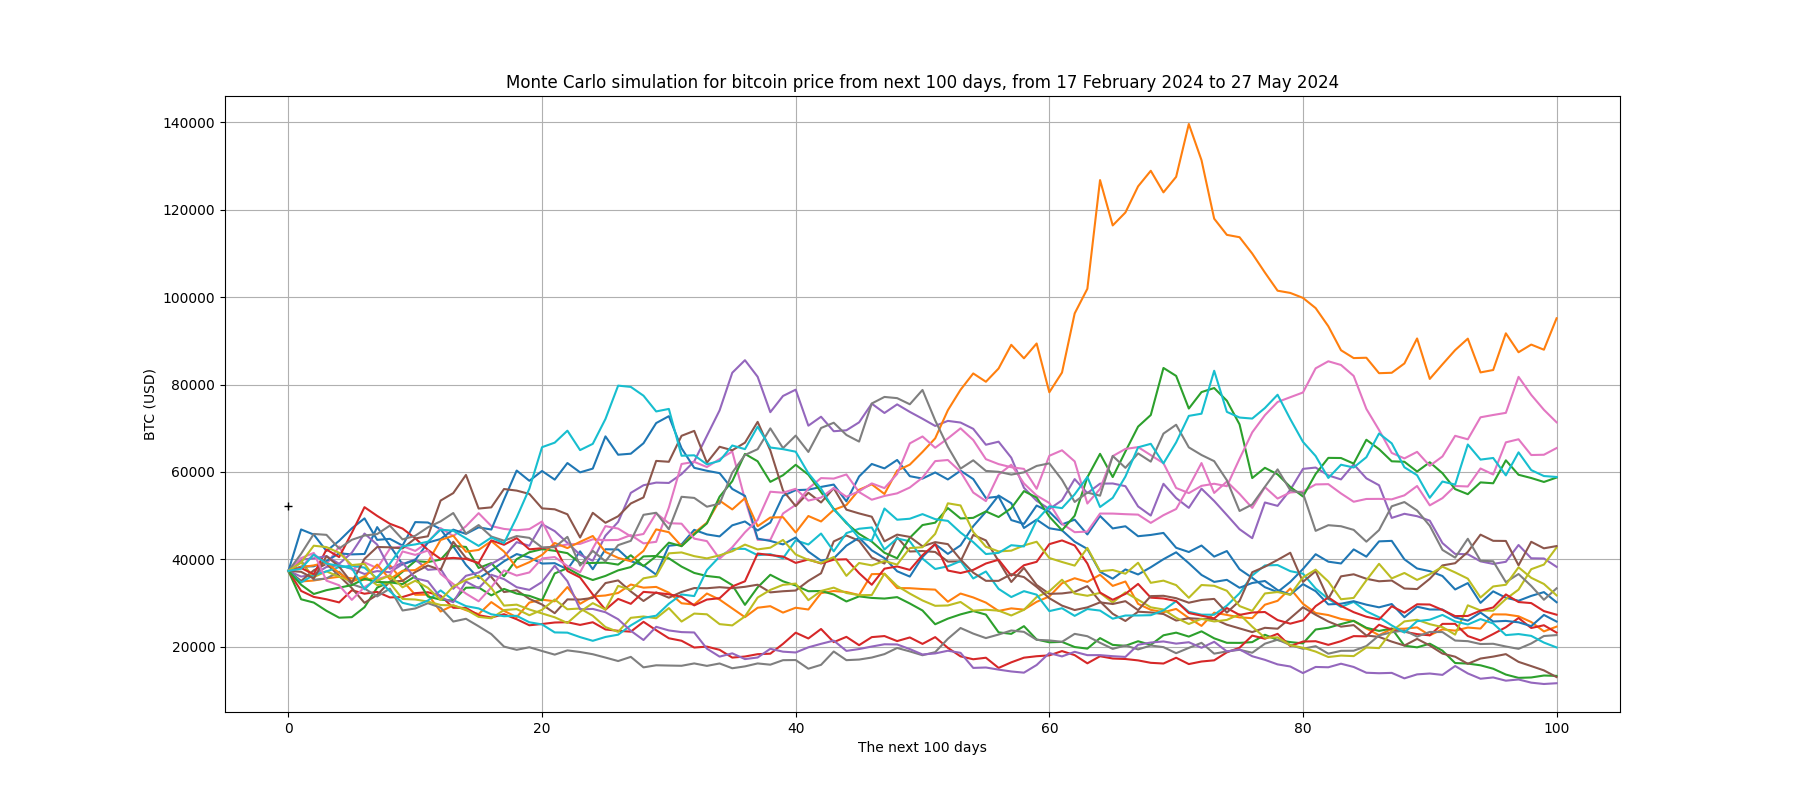 Monte Carlo simulation for bitcoin price from next 100 days, from 17 February 2024 to 27 May 2024
140000
120000
100000
80000
60000
40000
20000
BTC (USD)
0 20 40 60 80 100
The next 100 days